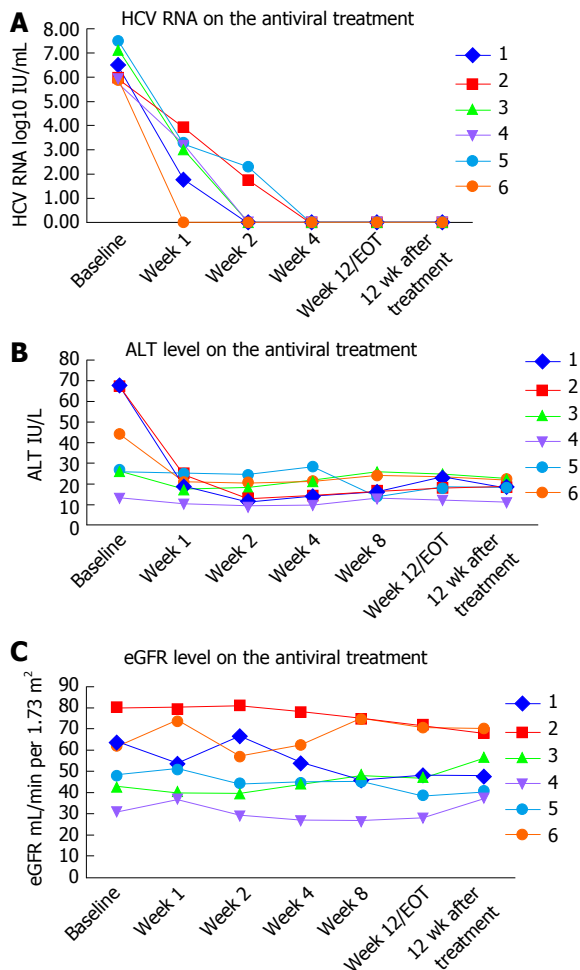 A
HCV RNA on the antiviral treatment
HCV RNA log10 IU/mL
8.00
7.00
6.00
5.00
4.00
3.00
2.00
1.00
0.00
Baseline
Week 1
Week 2
Week 4
Week 12/EOT
12 wk after
treatment
1
2
3
4
5
6
B
ALT level on the antiviral treatment
ALT IU/L
80
70
60
50
40
30
20
10
0
Baseline
Week 1
Week 2
Week 4
Week 8
Week 12/EOT
12 wk after
treatment
1
2
3
4
5
6
C
eGFR level on the antiviral treatment
eGFR mL/min per 1.73 m²
90
80
70
60
50
40
30
20
10
0
Baseline
Week 1
Week 2
Week 4
Week 8
Week 12/EOT
12 wk after
treatment
1
2
3
4
5
6